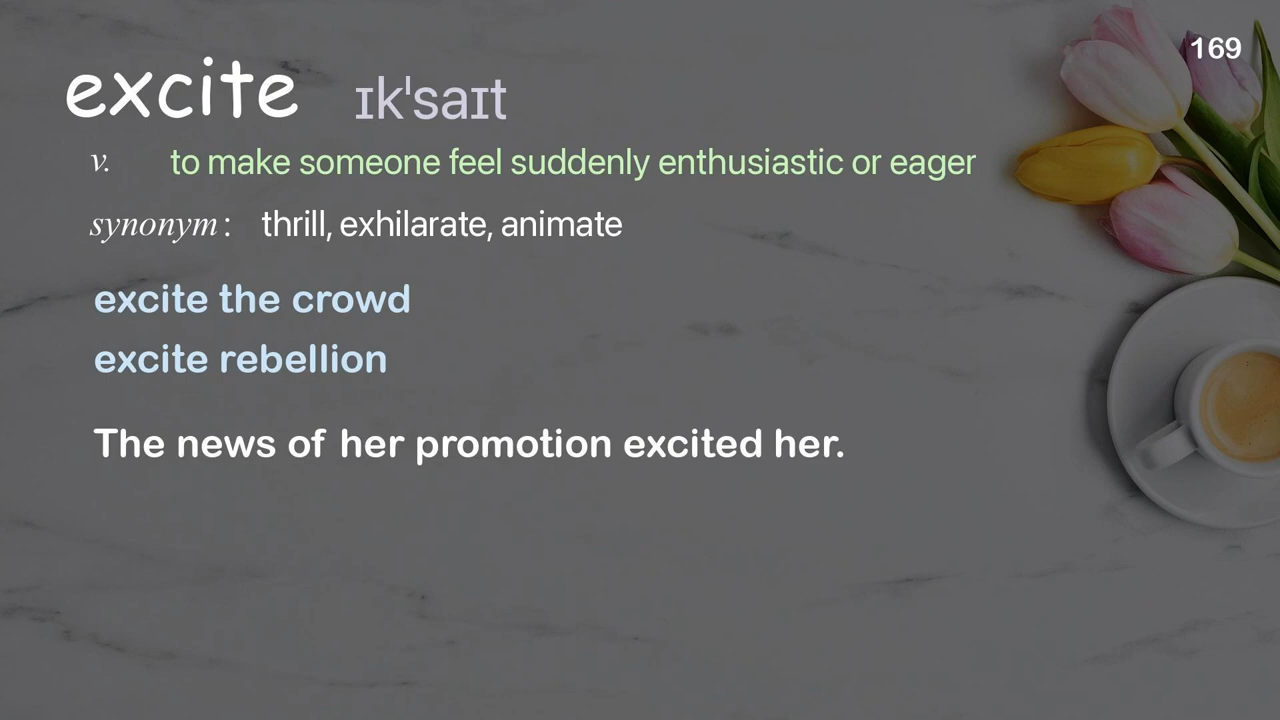 169
excite ɪkˈsaɪt
v. to make someone feel suddenly enthusiastic or eager
synonym: thrill, exhilarate, animate
excite the crowd
excite rebellion
The news of her promotion excited her.